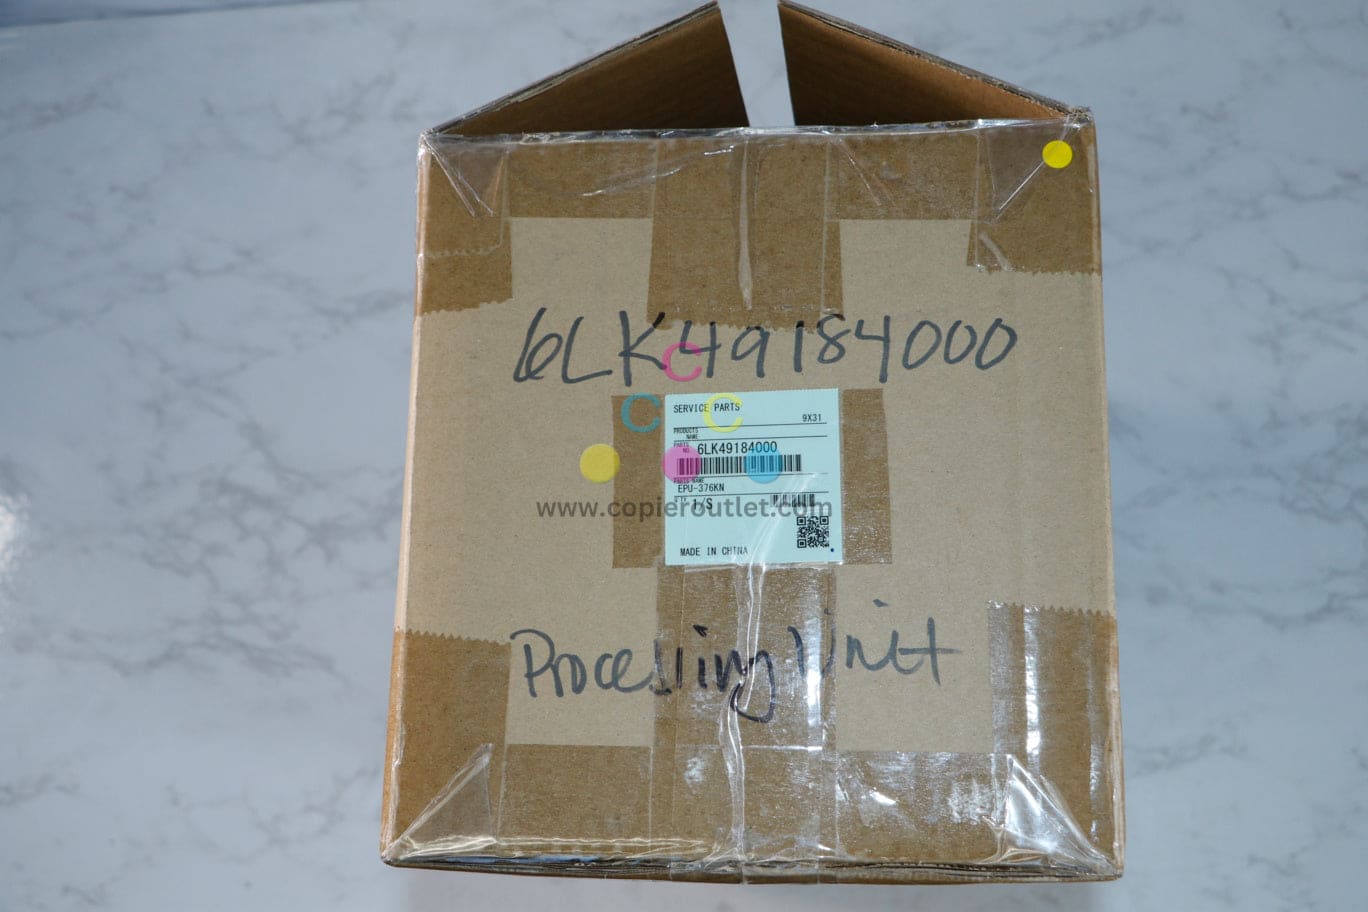 6LK49184000
SERVICE PARTS
9X31
PRODUCTS
NAME
PARTS
NO
6LK49184000
PARTS NAME
EPU-376KN
1/S
MADE IN CHINA
C
C C
www.copieroutlet.com
Processing Unit